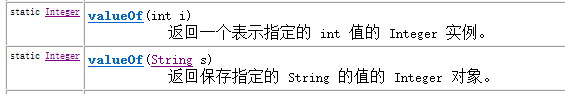 static Integer valueOf(int i)
返回一个表示指定的 int 值的 Integer 实例。
static Integer valueOf(String s)
返回保存指定的 String 的值的 Integer 对象。